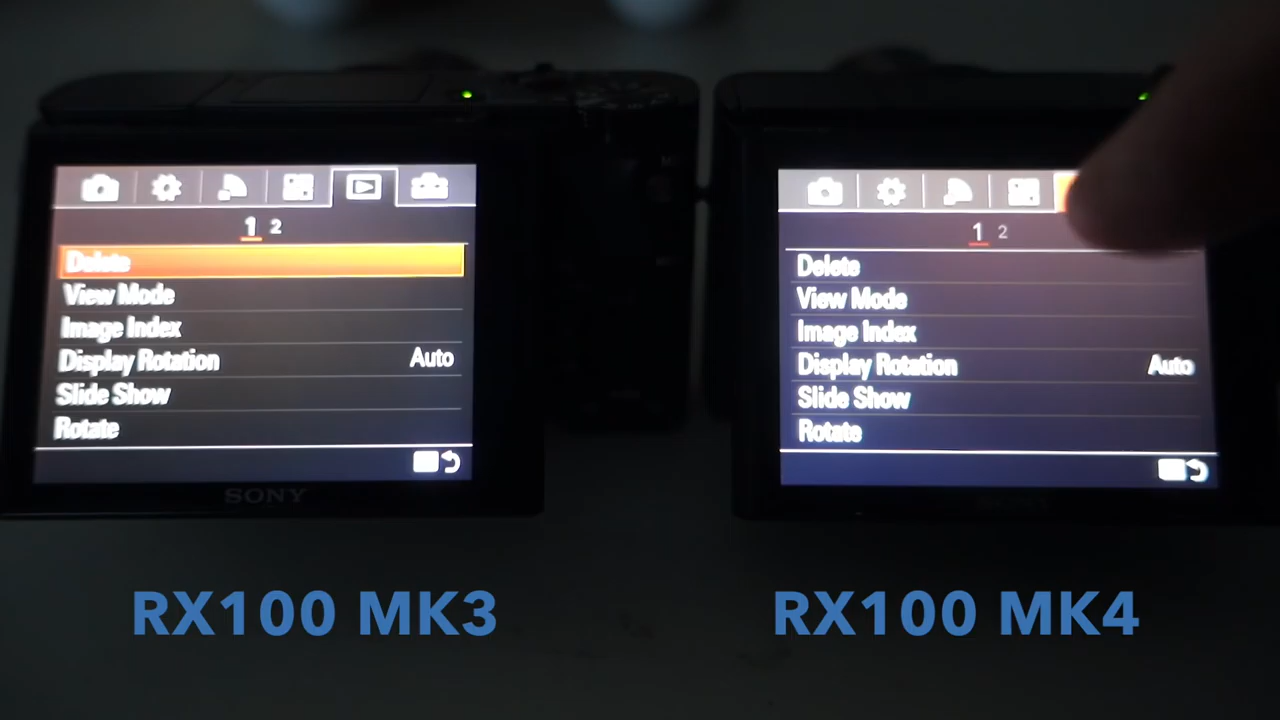 1 2
Delete
View Mode
Image Index
Display Rotation Auto
Slide Show
Rotate
SONY
RX100 MK3
1 2
Delete
View Mode
Image Index
Display Rotation Auto
Slide Show
Rotate
RX100 MK4